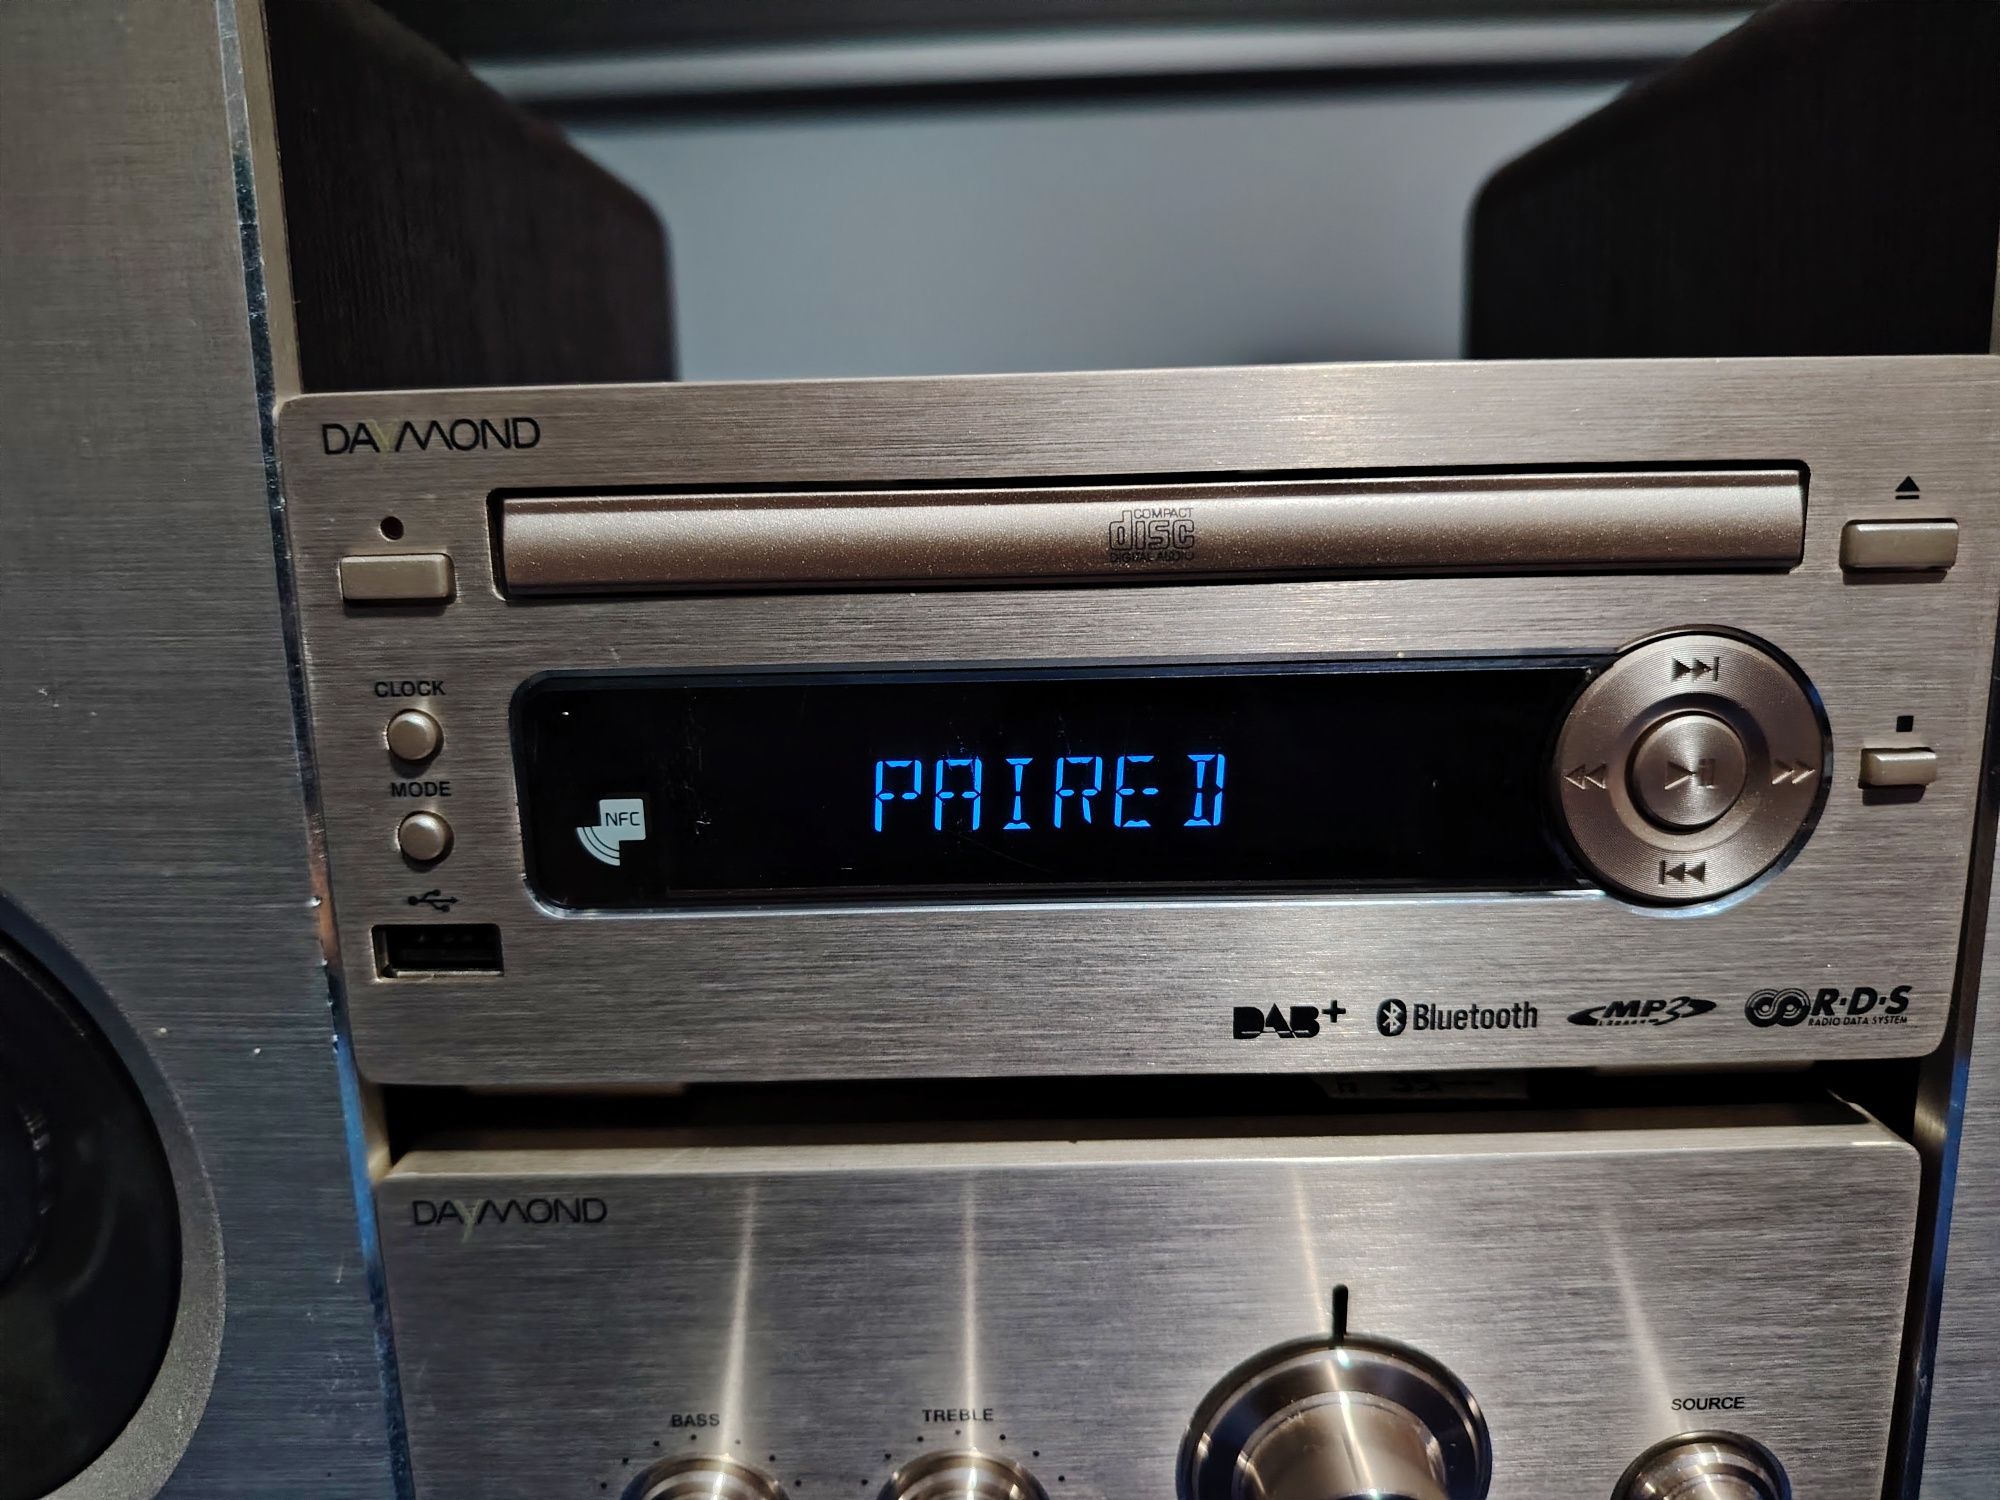 DAYMOND
COMPACT
disc
DIGITAL AUDIO
CLOCK
MODE
NFC
PAIRED
DAB+ Bluetooth MP3 R·D·S
RADIO DATA SYSTEM
DAYMOND
BASS TREBLE SOURCE